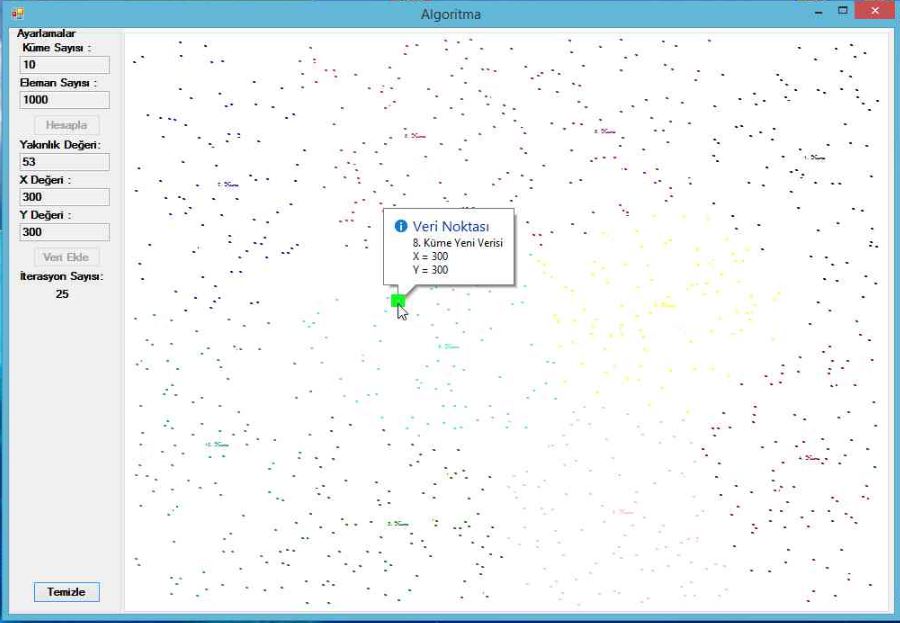 Algoritma
Ayarlamalar
Küme Sayısı :
10
Eleman Sayısı :
1000
Hesapla
Yakınlık Değeri:
53
X Değeri :
300
Y Değeri :
300
Veri Ekle
İterasyon Sayısı:
25
Temizle
Veri Noktası
8. Küme Yeni Verisi
X = 300
Y = 300